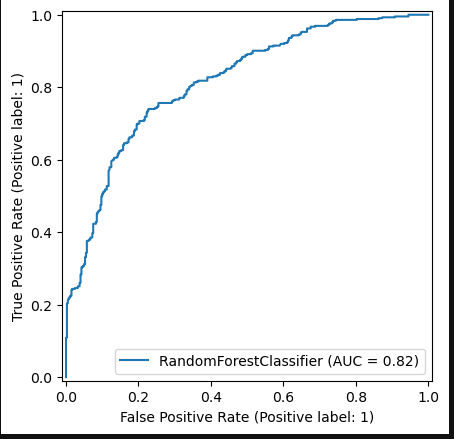 1.0
0.8
0.6
0.4
0.2
0.0
True Positive Rate (Positive label: 1)
RandomForestClassifier (AUC = 0.82)
0.0 0.2 0.4 0.6 0.8 1.0
False Positive Rate (Positive label: 1)